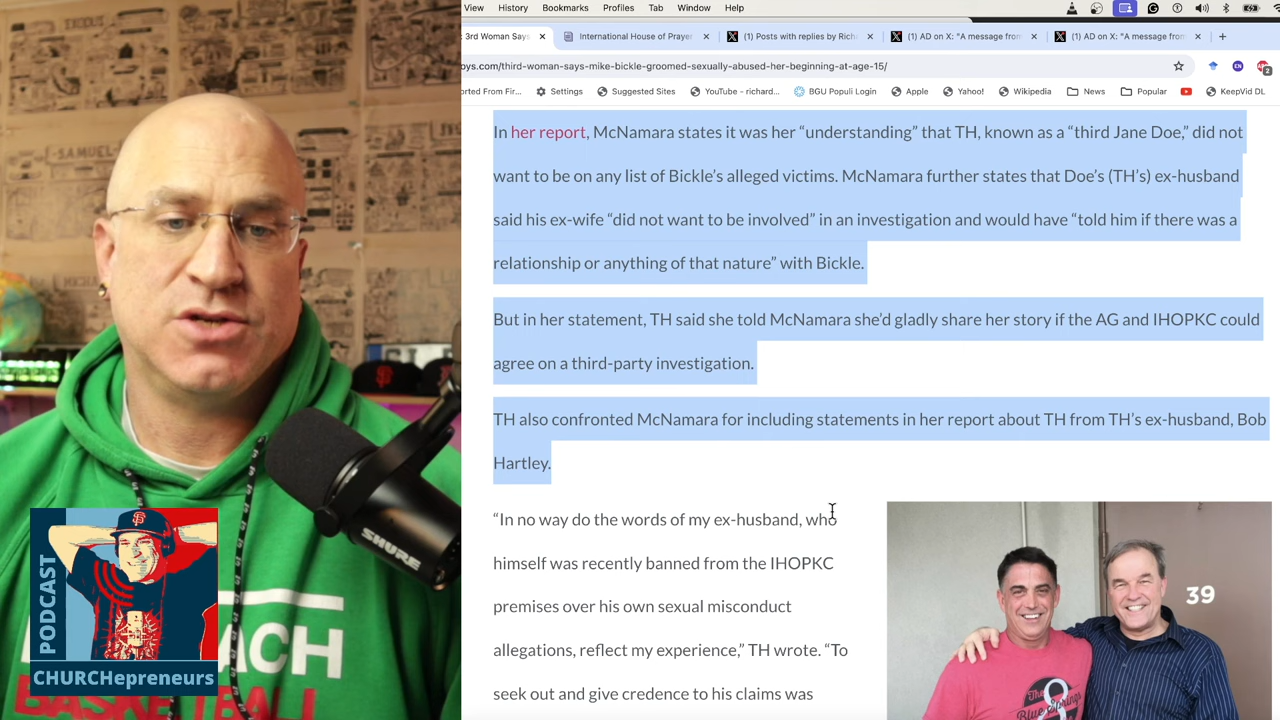 View History Bookmarks Profiles Tab Window Help
3rd Woman Says
International House of Prayer
(1) Posts with replies by Rich
(1) AD on X: "A message from
(1) AD on X: "A message from
oys.com/third-woman-says-mike-bickle-groomed-sexually-abused-her-beginning-at-age-15/
orted From Fir... Settings Suggested Sites YouTube – richard... BGU Populi Login Apple Yahoo! Wikipedia News Popular KeepVid DL
In her report, McNamara states it was her “understanding” that TH, known as a “third Jane Doe,” did not
want to be on any list of Bickle’s alleged victims. McNamara further states that Doe’s (TH’s) ex-husband
said his ex-wife “did not want to be involved” in an investigation and would have “told him if there was a
relationship or anything of that nature” with Bickle.
But in her statement, TH said she told McNamara she’d gladly share her story if the AG and IHOPKC could
agree on a third-party investigation.
TH also confronted McNamara for including statements in her report about TH from TH’s ex-husband, Bob
Hartley.
“In no way do the words of my ex-husband, who
himself was recently banned from the IHOPKC
premises over his own sexual misconduct
allegations, reflect my experience,” TH wrote. “To
seek out and give credence to his claims was
39
The
Blue Springs
SHURE
ACH
BASKETBALL
EXODUS
SAMUEL
PODCAST
CHURCHepreneurs